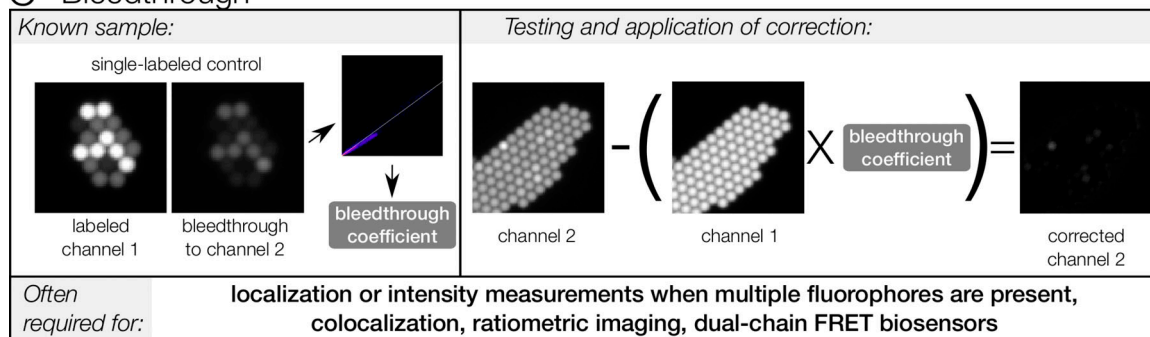 Bleedthrough
Known sample:
single-labeled control
labeled
channel 1
bleedthrough
to channel 2
bleedthrough
coefficient
Testing and application of correction:
channel 2
-
(
channel 1
X
bleedthrough
coefficient
)
=
corrected
channel 2
Often
required for:
localization or intensity measurements when multiple fluorophores are present,
colocalization, ratiometric imaging, dual-chain FRET biosensors